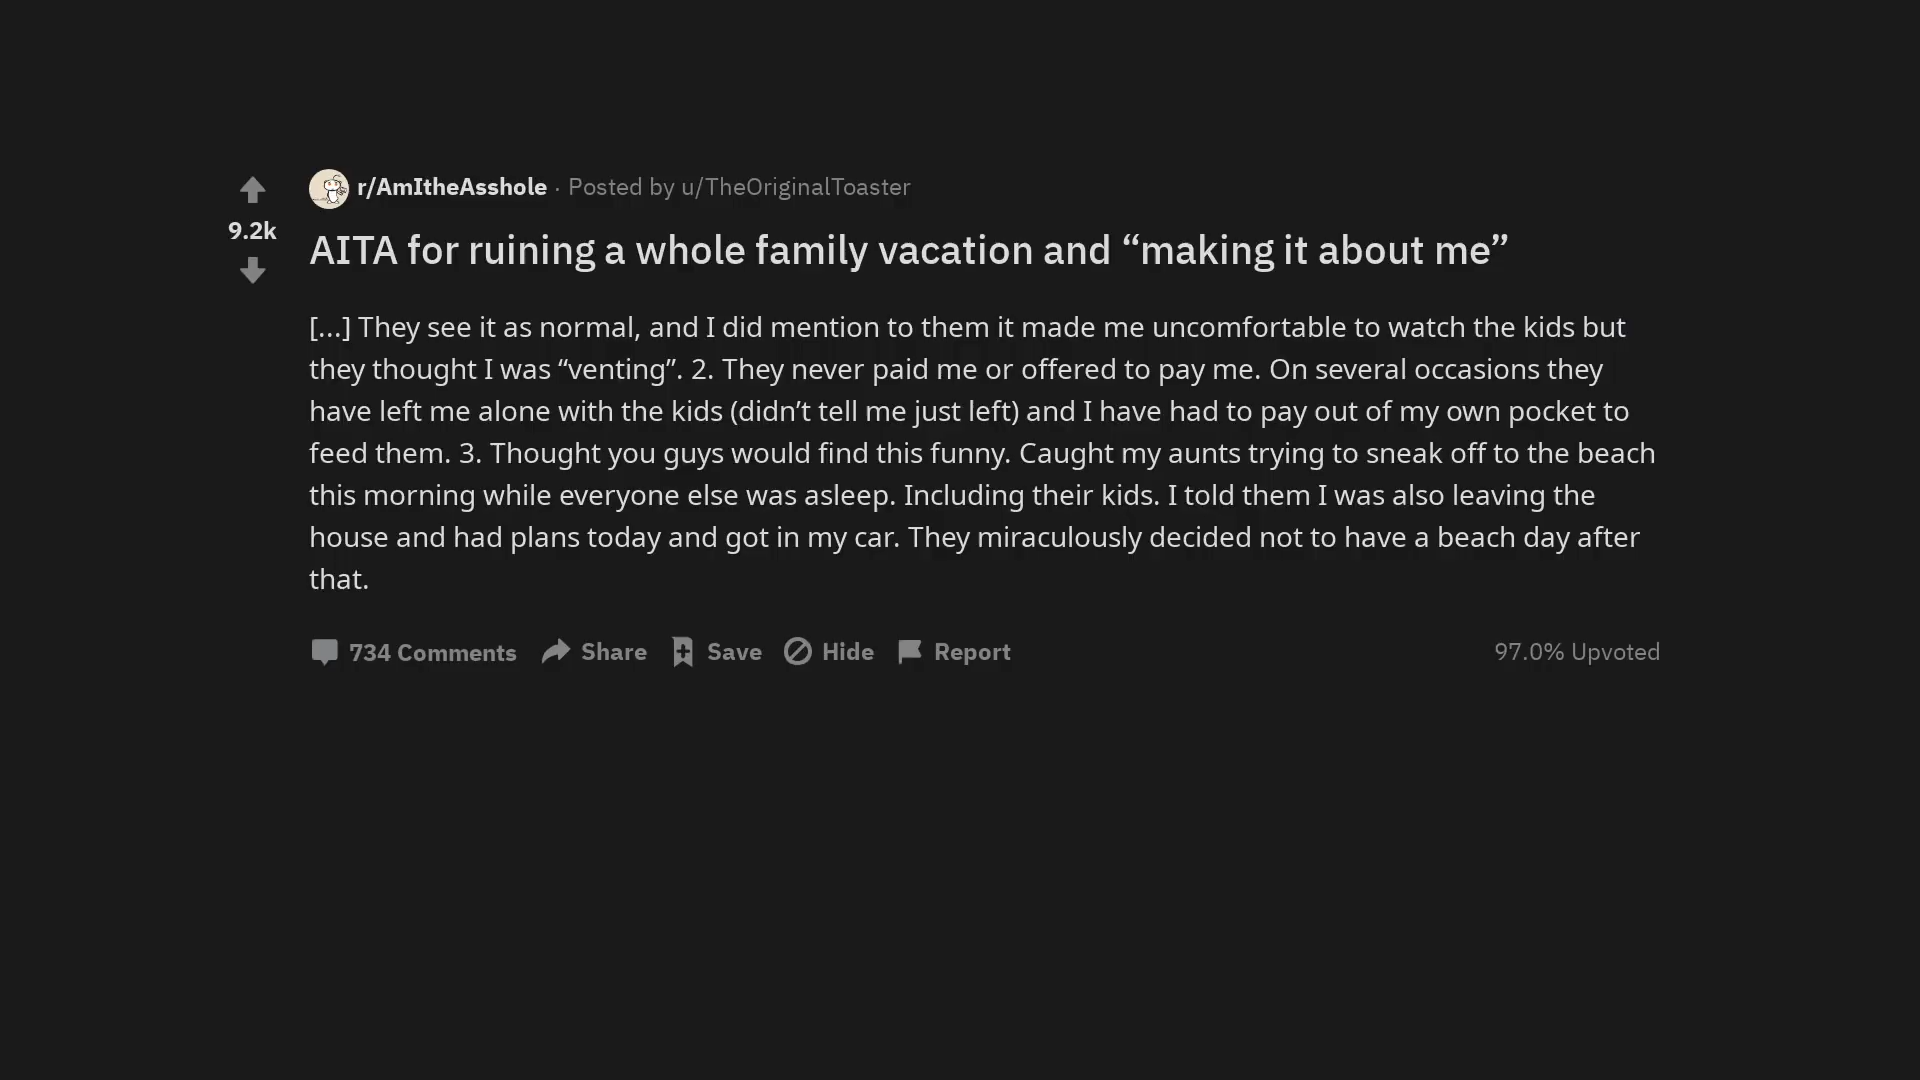 r/AmItheAsshole · Posted by u/TheOriginalToaster
9.2k
AITA for ruining a whole family vacation and “making it about me”
[...] They see it as normal, and I did mention to them it made me uncomfortable to watch the kids but
they thought I was “venting”. 2. They never paid me or offered to pay me. On several occasions they
have left me alone with the kids (didn’t tell me just left) and I have had to pay out of my own pocket to
feed them. 3. Thought you guys would find this funny. Caught my aunts trying to sneak off to the beach
this morning while everyone else was asleep. Including their kids. I told them I was also leaving the
house and had plans today and got in my car. They miraculously decided not to have a beach day after
that.
734 Comments Share Save Hide Report 97.0% Upvoted